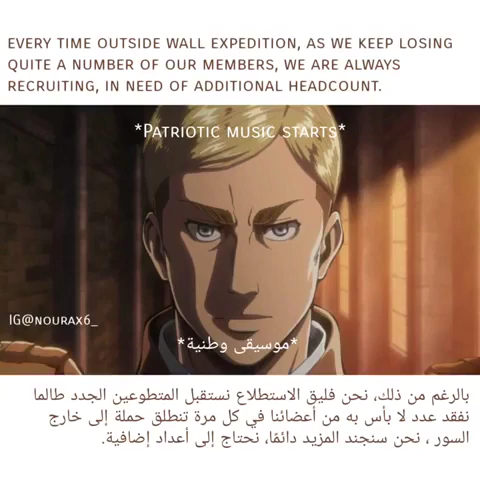 EVERY TIME OUTSIDE WALL EXPEDITION, AS WE KEEP LOSING
QUITE A NUMBER OF OUR MEMBERS, WE ARE ALWAYS
RECRUITING, IN NEED OF ADDITIONAL HEADCOUNT.
*PATRIOTIC MUSIC STARTS*
IG@NOURAX6_
*موسيقى وطنية*
بالرغم من ذلك، نحن فليق الاستطلاع نستقبل المتطوعين الجدد طالما
نفقد عدد لا بأس به من أعضائنا في كل مرة تنطلق حملة إلى خارج
السور ، نحن سنجند المزيد دائمًا، نحتاج إلى أعداد إضافية.